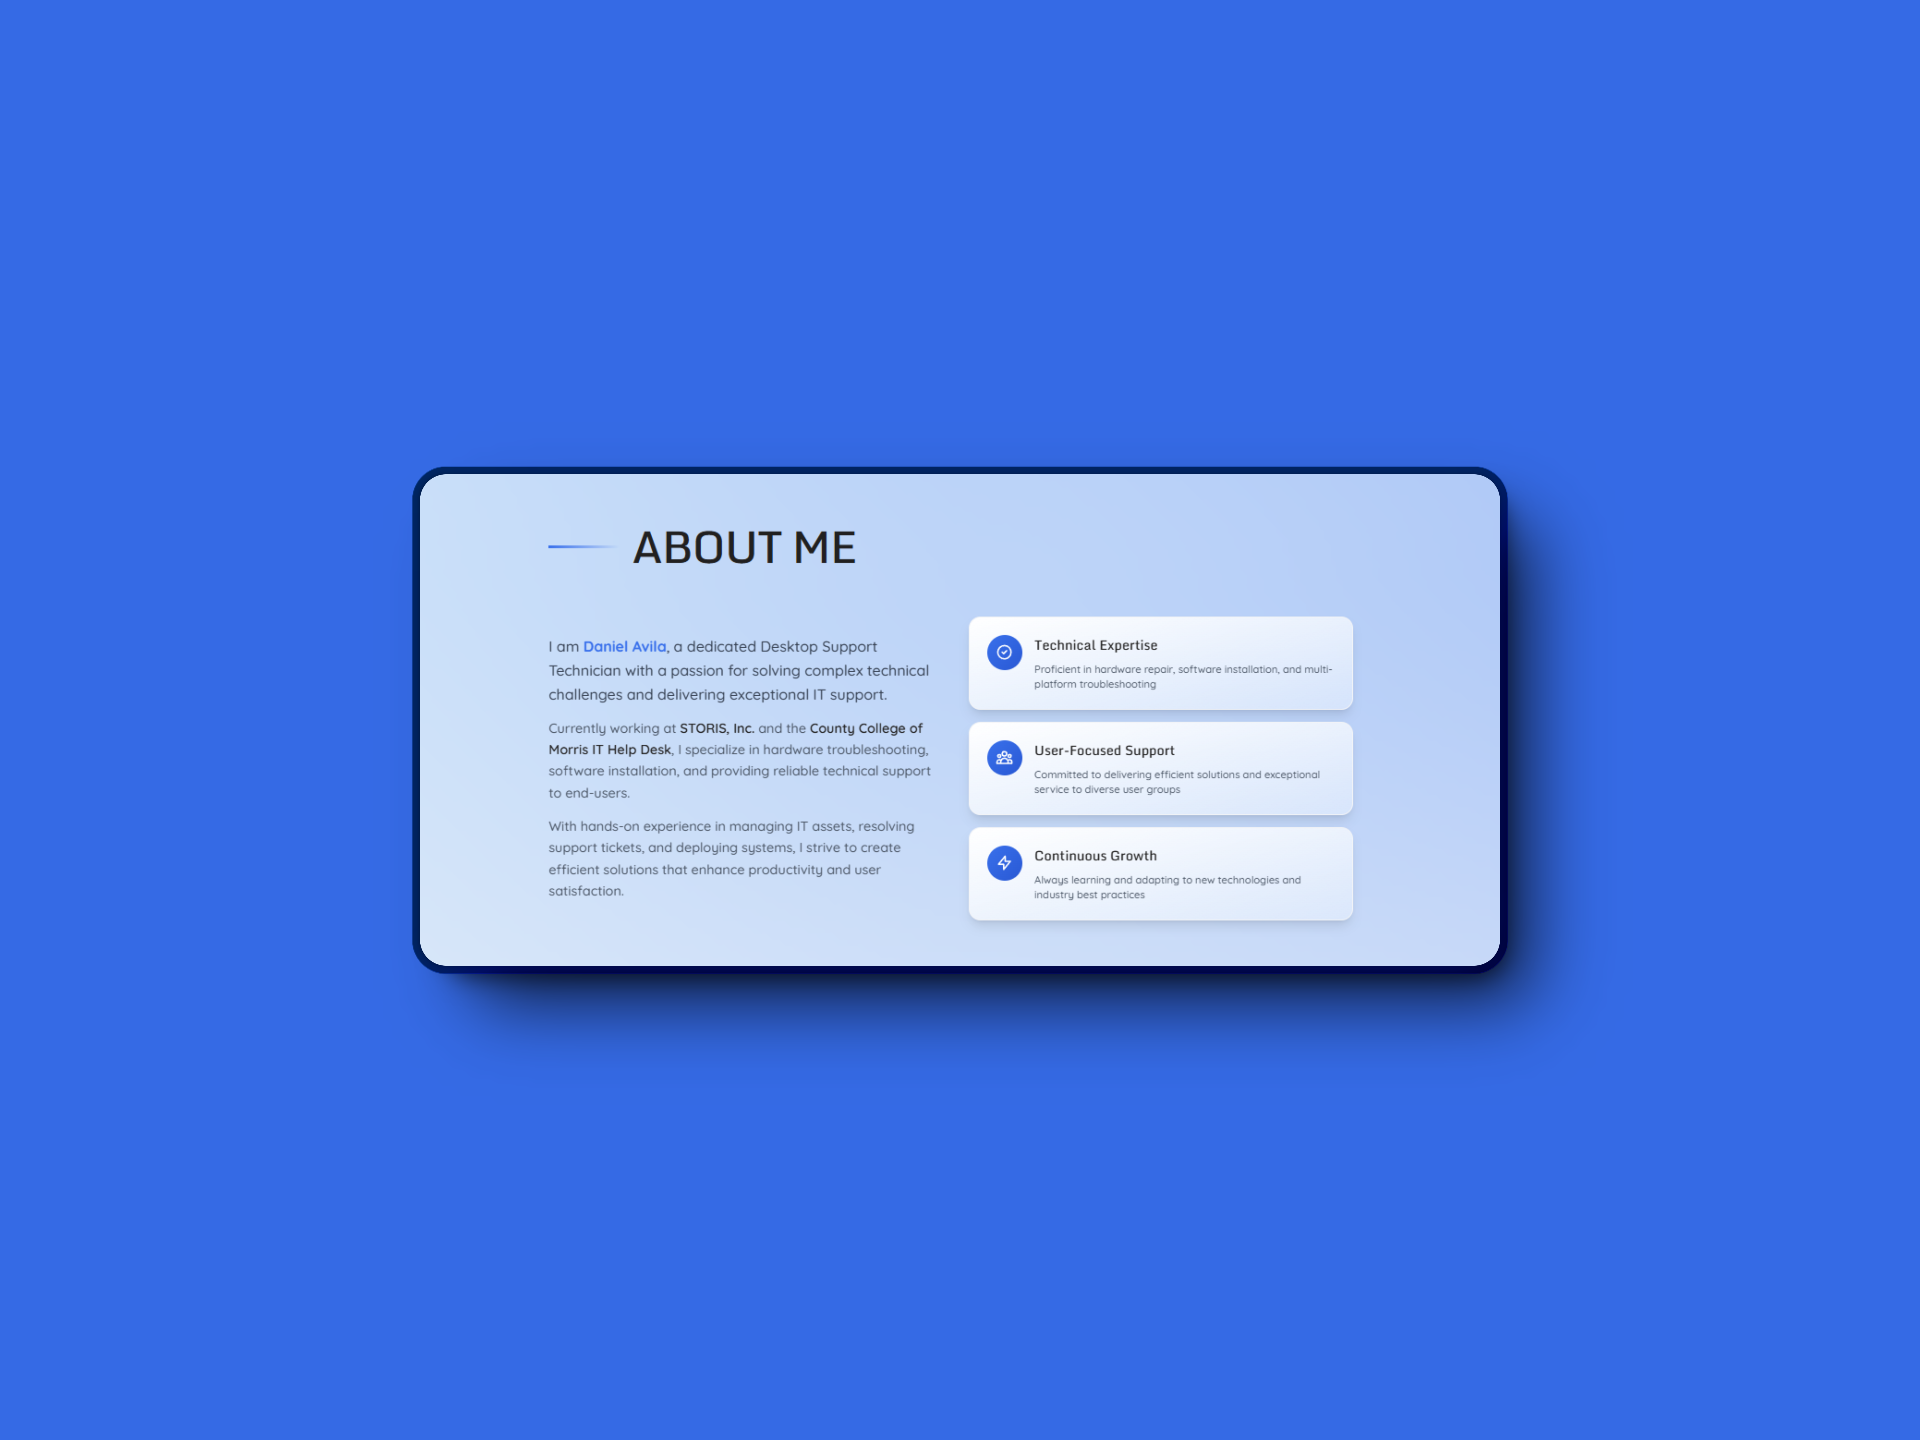 ABOUT ME
I am Daniel Avila, a dedicated Desktop Support
Technician with a passion for solving complex technical
challenges and delivering exceptional IT support.
Currently working at STORIS, Inc. and the County College of
Morris IT Help Desk, I specialize in hardware troubleshooting,
software installation, and providing reliable technical support
to end-users.
With hands-on experience in managing IT assets, resolving
support tickets, and deploying systems, I strive to create
efficient solutions that enhance productivity and user
satisfaction.
Technical Expertise
Proficient in hardware repair, software installation, and multi-
platform troubleshooting
User-Focused Support
Committed to delivering efficient solutions and exceptional
service to diverse user groups
Continuous Growth
Always learning and adapting to new technologies and
industry best practices